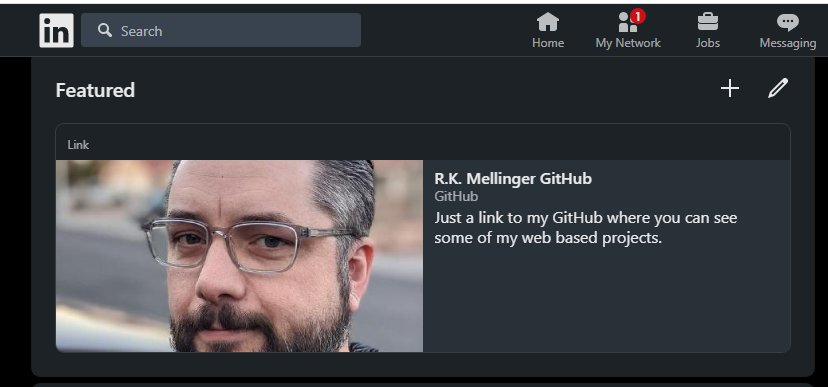 in
Search
Home
1
My Network
Jobs
Messaging
Featured
Link
R.K. Mellinger GitHub
GitHub
Just a link to my GitHub where you can see
some of my web based projects.